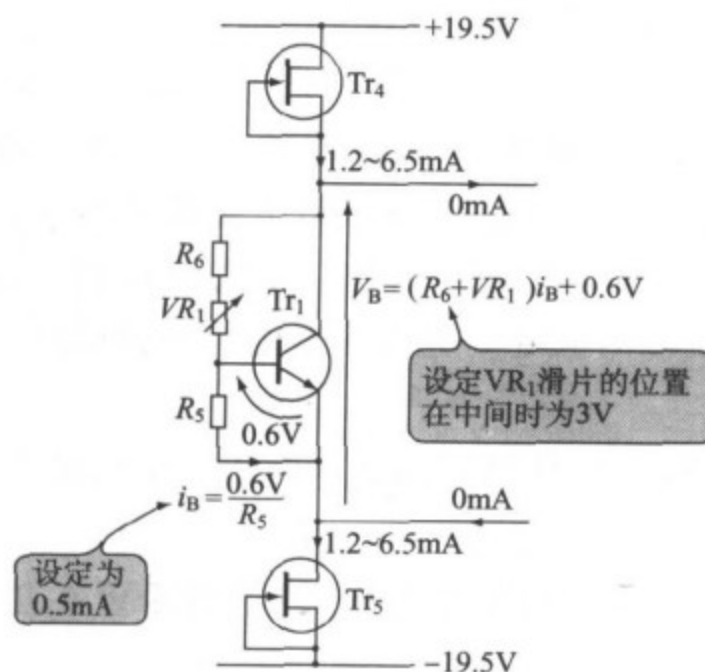 +19.5V
Tr4
1.2~6.5mA
0mA
R6
VR1
Tr1
VB=(R6+VR1)iB+0.6V
设定VR1滑片的位置
在中间时为3V
R5
0.6V
iB=0.6V/R5
0mA
设定为
0.5mA
1.2~6.5mA
Tr5
-19.5V